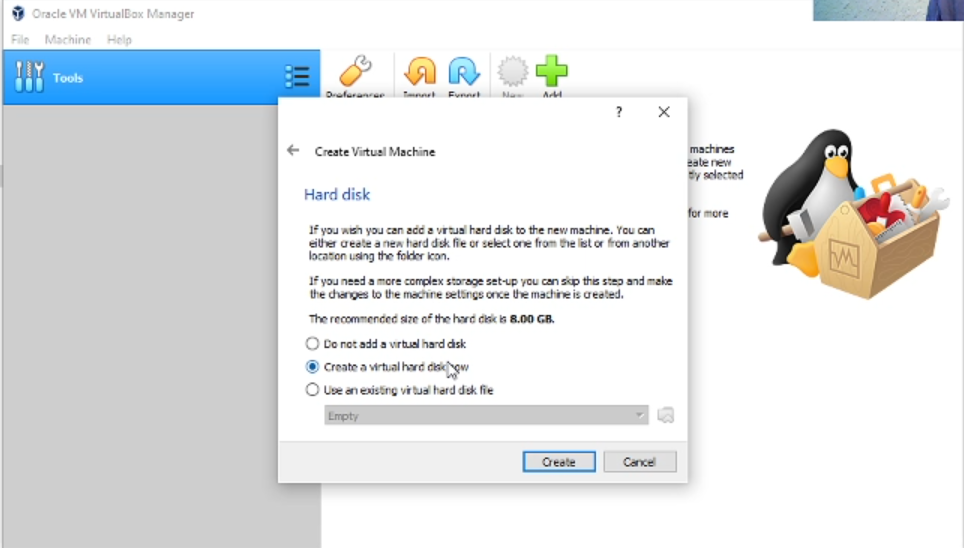 Oracle VM VirtualBox Manager
File Machine Help
Tools
Preferences Import Export New Add
? 
Create Virtual Machine
machines
eate new
tly selected
for more
Hard disk
If you wish you can add a virtual hard disk to the new machine. You can
either create a new hard disk file or select one from the list or from another
location using the folder icon.
If you need a more complex storage set-up you can skip this step and make
the changes to the machine settings once the machine is created.
The recommended size of the hard disk is 8.00 GB.
Do not add a virtual hard disk
Create a virtual hard disk now
Use an existing virtual hard disk file
Empty
Create Cancel